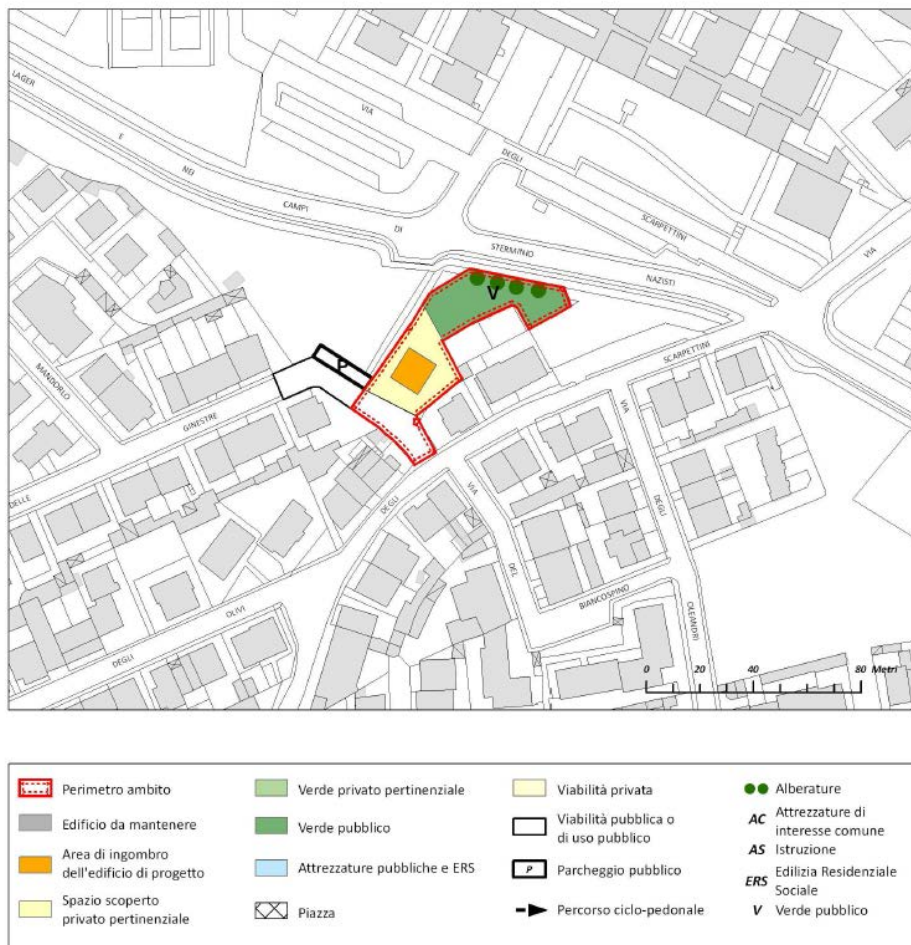 LAGER
E
NEI
CAMPI
DI
STERMINO
NAZISTI
VIA
DEGLI
SCARPETTINI
VIA
V
P
MANDORLO
GINESTRE
DELLE
SCARPETTINI
DEGLI
VIA
DEGLI
OLEANDRI
VIA
DEL
BIANCOSPINO
OLIVI
DEGLI
0 20 40 80 Metri
Perimetro ambito
Edificio da mantenere
Area di ingombro
dell'edificio di progetto
Spazio scoperto
privato pertinenziale
Verde privato pertinenziale
Verde pubblico
Attrezzature pubbliche e ERS
Piazza
Viabilità privata
Viabilità pubblica o
di uso pubblico
P Parcheggio pubblico
Percorso ciclo-pedonale
Alberature
AC Attrezzature di
interesse comune
AS Istruzione
ERS Edilizia Residenziale
Sociale
V Verde pubblico